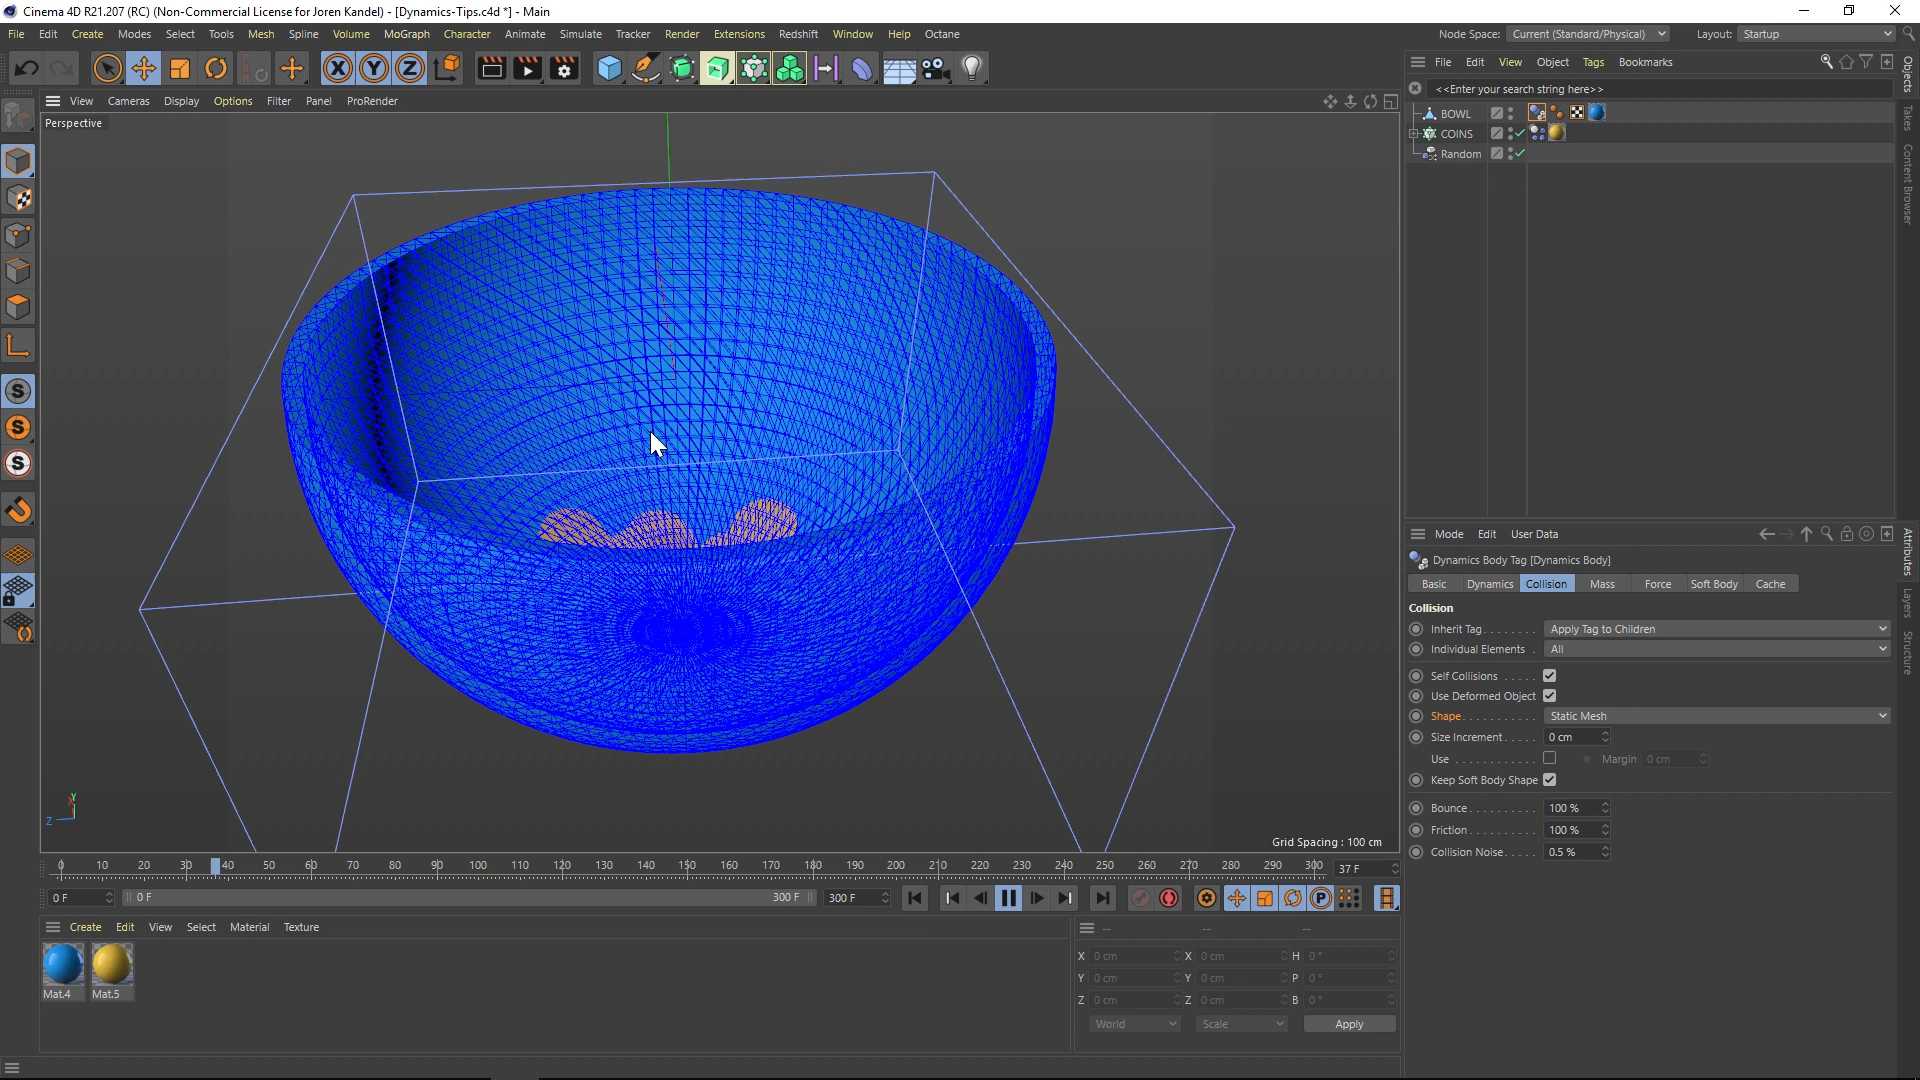 Cinema 4D R21.207 (RC) (Non-Commercial License for Joren Kandel) - [Dynamics-Tips.c4d *] - Main
File Edit Create Modes Select Tools Mesh Spline Volume MoGraph Character Animate Simulate Tracker Render Extensions Redshift Window Help Octane
Node Space: Current (Standard/Physical) Layout: Startup
View Cameras Display Options Filter Panel ProRender
Perspective
File Edit View Object Tags Bookmarks
<<Enter your search string here>>
BOWL
COINS
Random
Objects
Takes
Content Browser
Mode Edit User Data
Dynamics Body Tag [Dynamics Body]
Basic Dynamics Collision Mass Force Soft Body Cache
Collision
Inherit Tag. . . . . . . . Apply Tag to Children
Individual Elements . All
Self Collisions . . . . .
Use Deformed Object
Shape. . . . . . . . . . . Static Mesh
Size Increment. . . . . 0 cm
Use . . . . . . . . . . . . Margin 0 cm
Keep Soft Body Shape
Bounce. . . . . . . . . . 100 %
Friction. . . . . . . . . . 100 %
Collision Noise. . . . . 0.5 %
Attributes
Layers
Structure
Y
X
Z
Grid Spacing : 100 cm
0 10 20 30 40 50 60 70 80 90 100 110 120 130 140 150 160 170 180 190 200 210 220 230 240 250 260 270 280 290 300 37 F
0 F 0 F 300 F 300 F
Create Edit View Select Material Texture
Mat.4 Mat.5
-- -- --
X 0 cm X 0 cm H 0 °
Y 0 cm Y 0 cm P 0 °
Z 0 cm Z 0 cm B 0 °
World Scale Apply